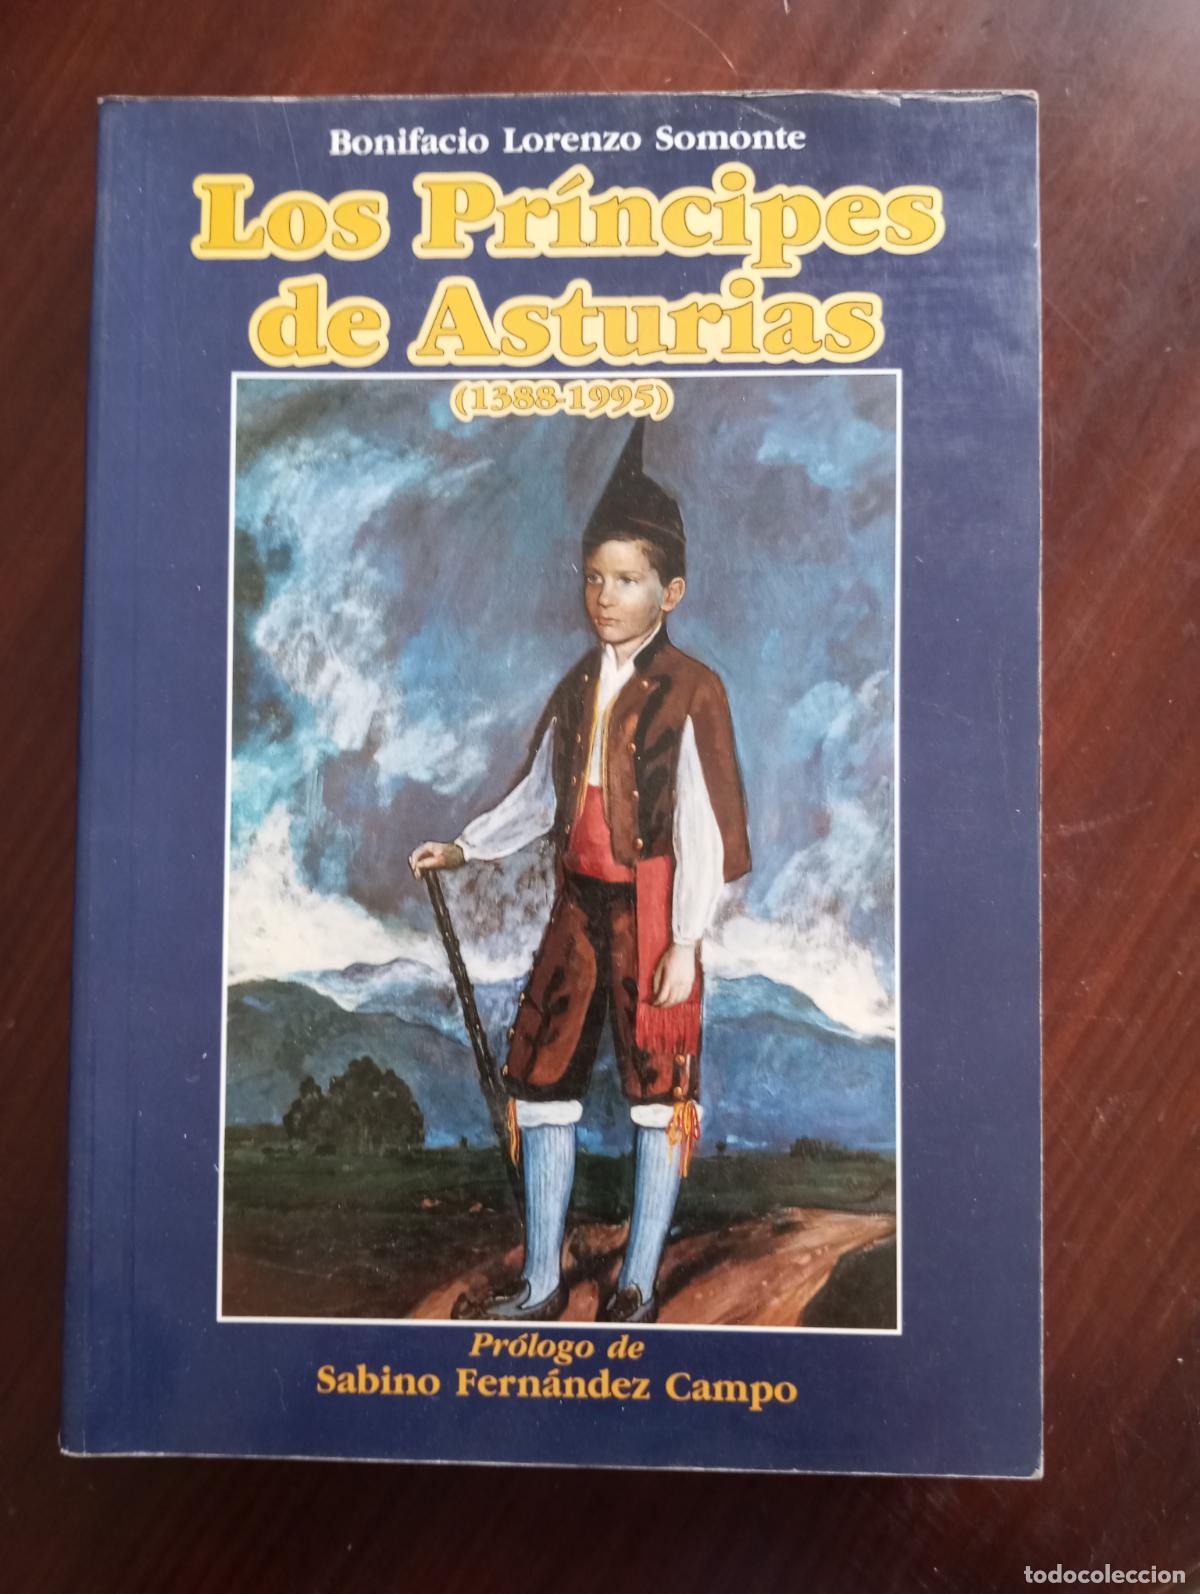 Bonifacio Lorenzo Somonte
Los Príncipes
de Asturias
(1388-1995)
Prólogo de
Sabino Fernández Campo
todocoleccion